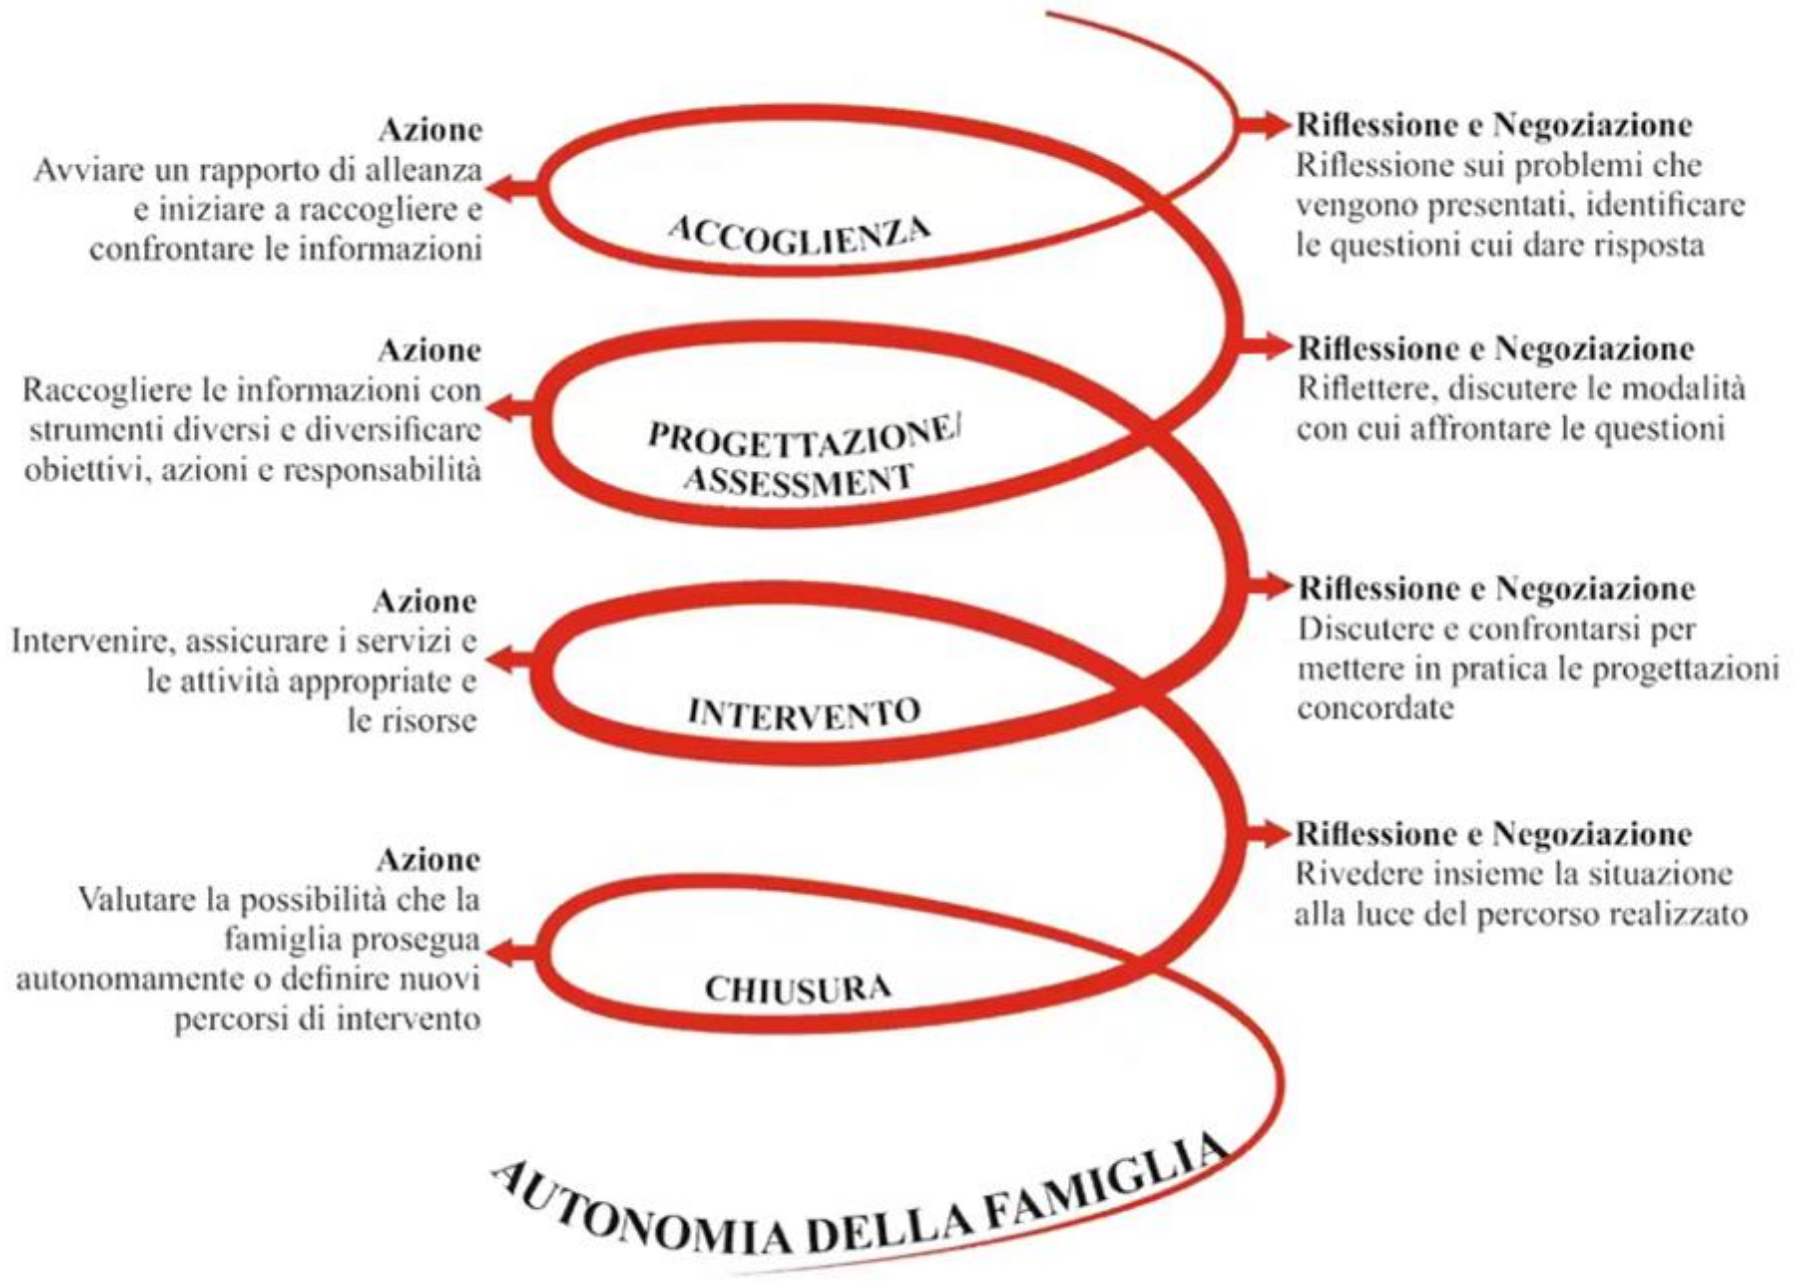 Azione
Avviare un rapporto di alleanza
e iniziare a raccogliere e
confrontare le informazioni
ACCOGLIENZA
Riflessione e Negoziazione
Riflessione sui problemi che
vengono presentati, identificare
le questioni cui dare risposta
Azione
Raccogliere le informazioni con
strumenti diversi e diversificare
obiettivi, azioni e responsabilità
PROGETTAZIONE/
ASSESSMENT
Riflessione e Negoziazione
Riflettere, discutere le modalità
con cui affrontare le questioni
Azione
Intervenire, assicurare i servizi e
le attività appropriate e
le risorse
INTERVENTO
Riflessione e Negoziazione
Discutere e confrontarsi per
mettere in pratica le progettazioni
concordate
Azione
Valutare la possibilità che la
famiglia prosegua
autonomamente o definire nuovi
percorsi di intervento
CHIUSURA
Riflessione e Negoziazione
Rivedere insieme la situazione
alla luce del percorso realizzato
AUTONOMIA DELLA FAMIGLIA